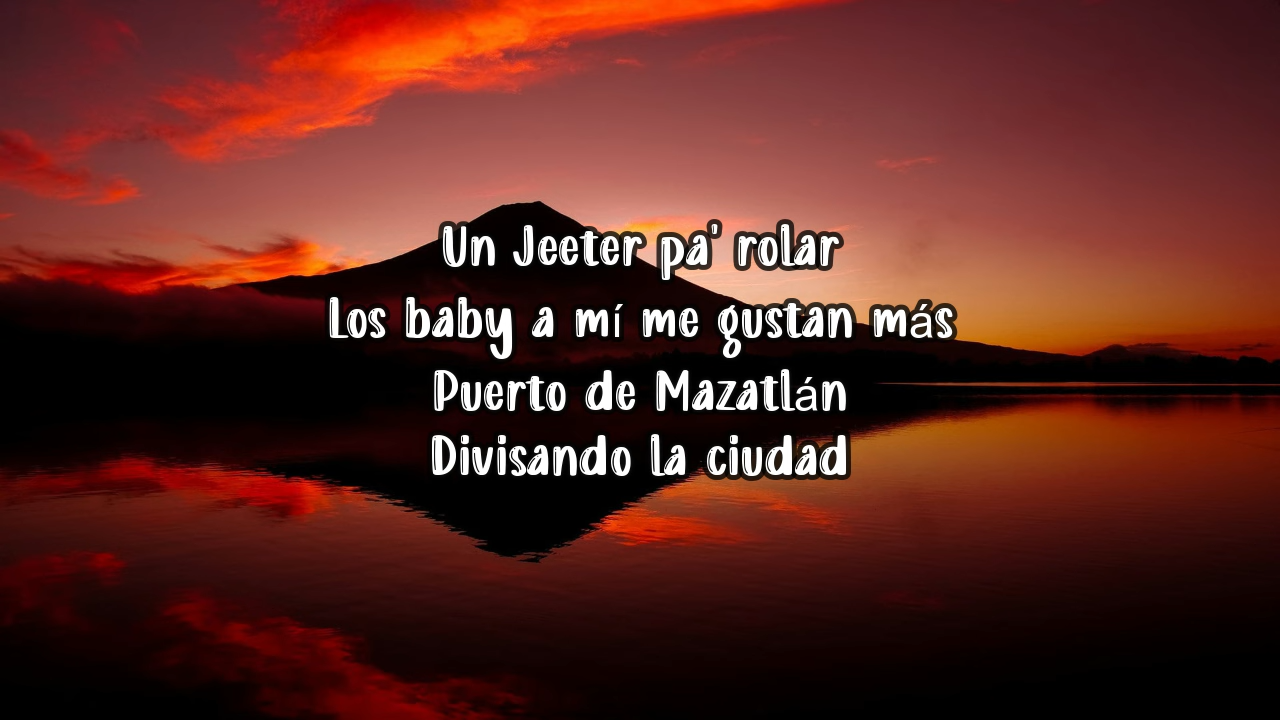 Un Jeeter pa' rolar
Los baby a mí me gustan más
Puerto de Mazatlán
Divisando la ciudad